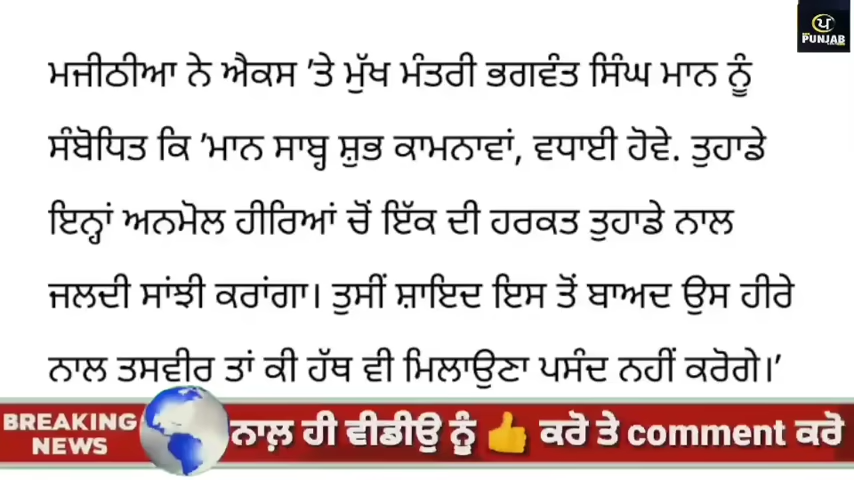 ਪੰ
PUNJAB
ਮਜੀਠੀਆ ਨੇ ਐਕਸ 'ਤੇ ਮੁੱਖ ਮੰਤਰੀ ਭਗਵੰਤ ਸਿੰਘ ਮਾਨ ਨੂੰ
ਸੰਬੋਧਿਤ ਕਿ 'ਮਾਨ ਸਾਬ੍ਹ ਸ਼ੁਭ ਕਾਮਨਾਵਾਂ, ਵਧਾਈ ਹੋਵੇ. ਤੁਹਾਡੇ
ਇਨ੍ਹਾਂ ਅਨਮੋਲ ਹੀਰਿਆਂ ਚੋਂ ਇੱਕ ਦੀ ਹਰਕਤ ਤੁਹਾਡੇ ਨਾਲ
ਜਲਦੀ ਸਾਂਝੀ ਕਰਾਂਗਾ। ਤੁਸੀਂ ਸ਼ਾਇਦ ਇਸ ਤੋਂ ਬਾਅਦ ਉਸ ਹੀਰੇ
ਨਾਲ ਤਸਵੀਰ ਤਾਂ ਕੀ ਹੱਥ ਵੀ ਮਿਲਾਉਣਾ ਪਸੰਦ ਨਹੀਂ ਕਰੋਗੇ।'
BREAKING
NEWS
ਨਾਲ਼ ਹੀ ਵੀਡੀਉ ਨੂੰ 👍 ਕਰੋ ਤੇ comment ਕਰੋ